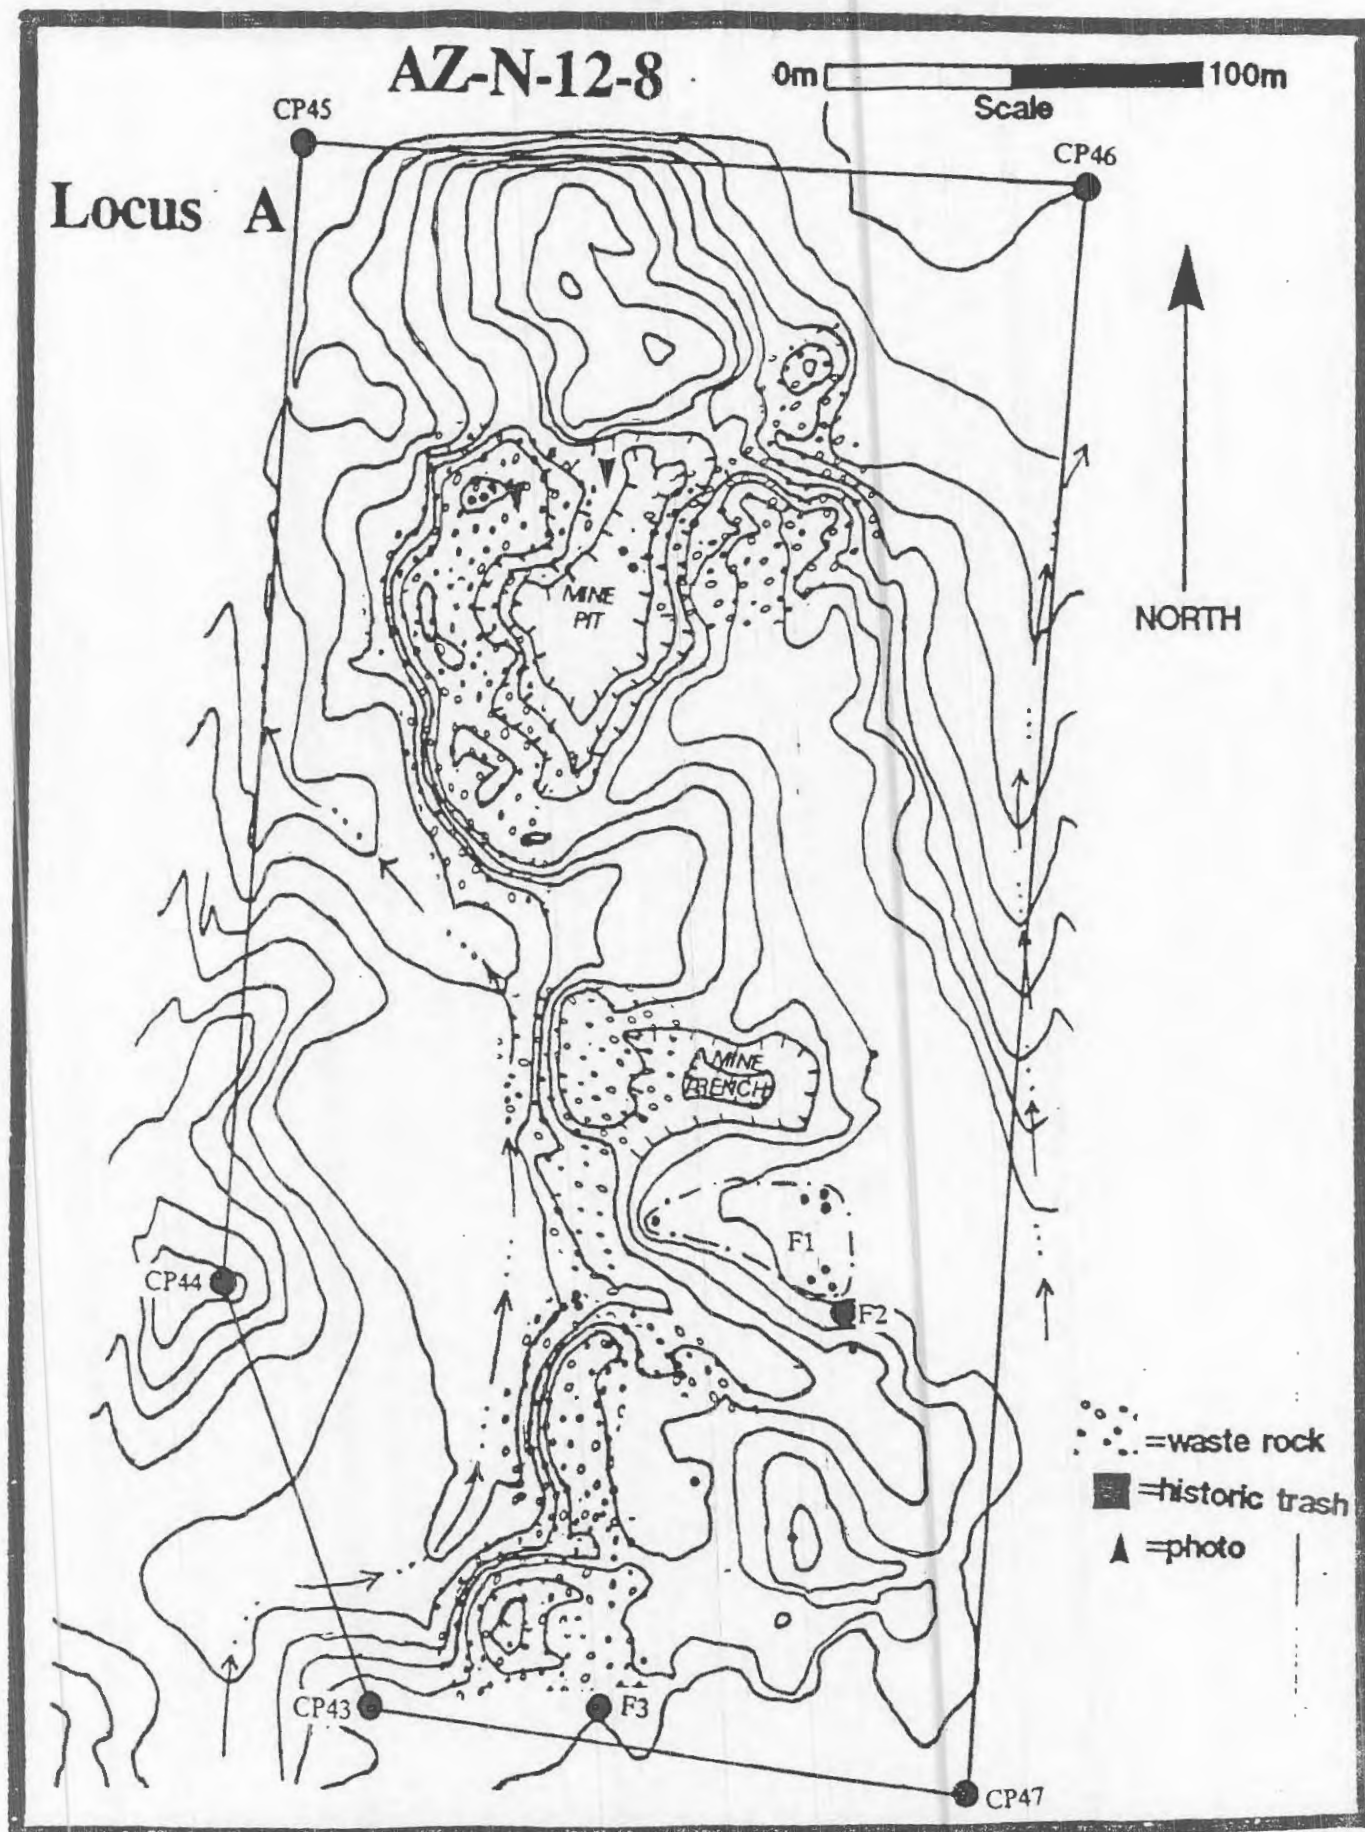 AZ-N-12-8
0m 100m
Scale
CP45
CP46
Locus A
NORTH
MINE
PIT
MINE
TRENCH
F1
CP44
F2
=waste rock
=historic trash
=photo
CP43
F3
CP47